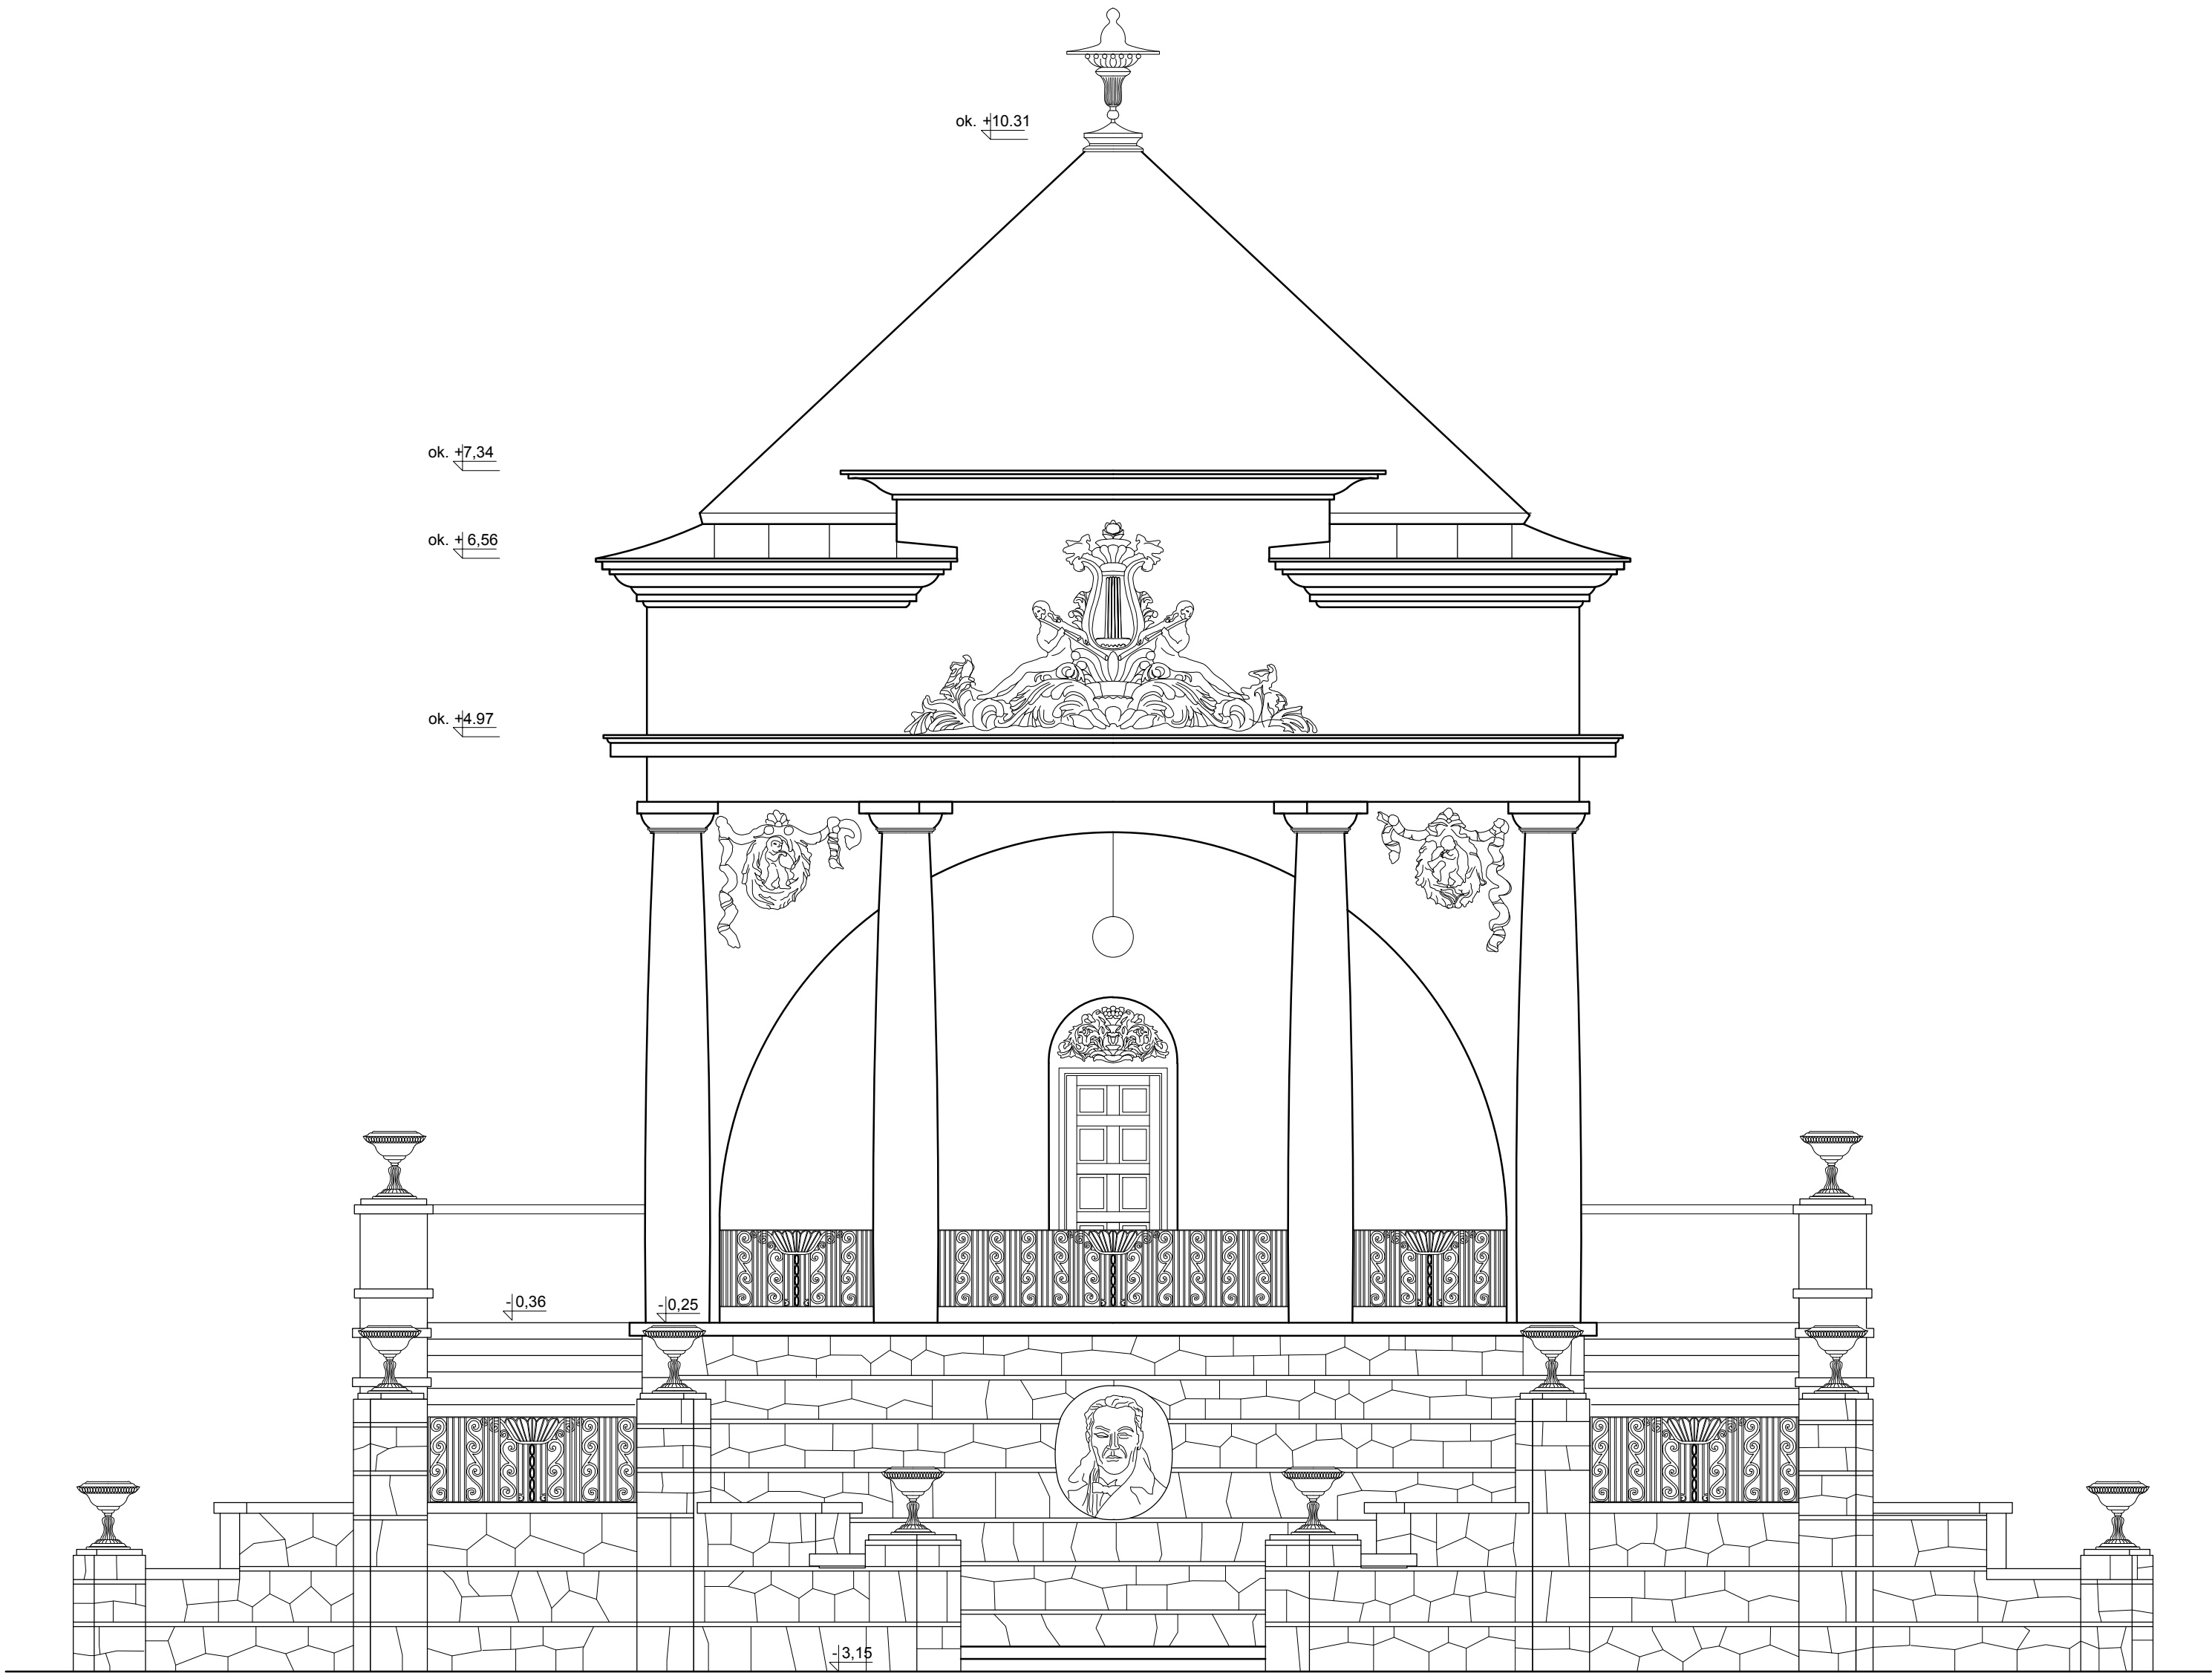 ok. +10.31
ok. +7,34
ok. + 6,56
ok. +4.97
- 0,36
- 0,25
- 3,15